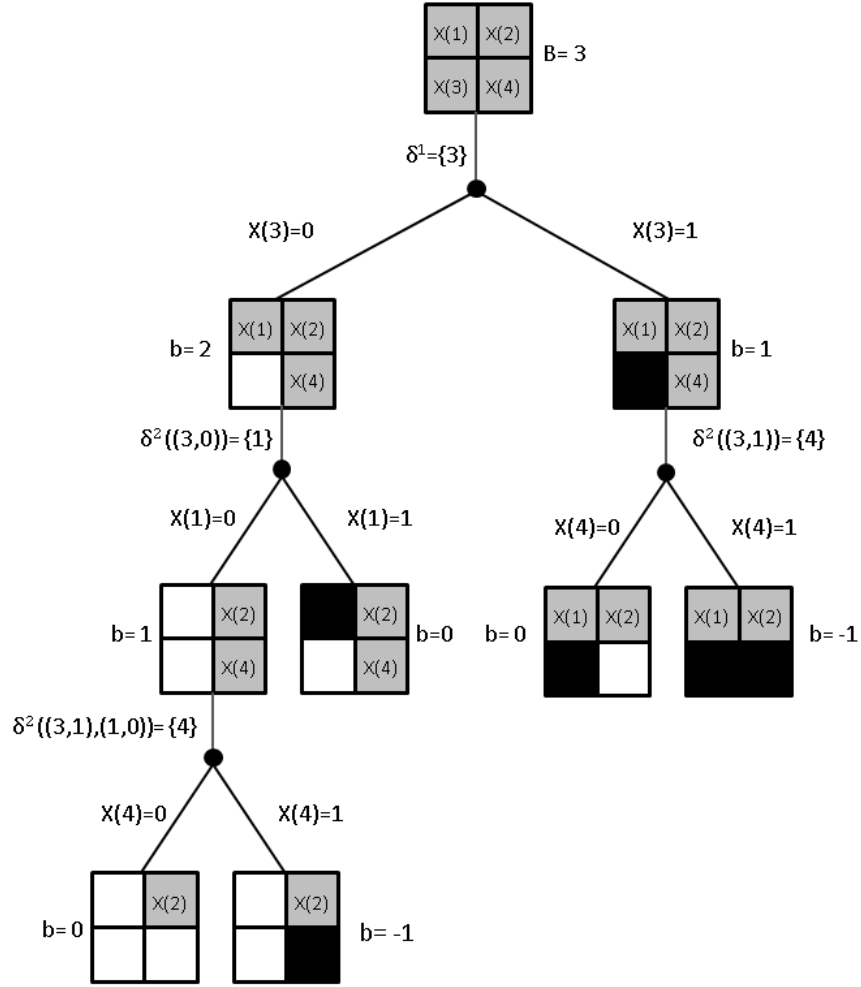 X(1) X(2)
B= 3
X(3) X(4)
δ¹={3}
X(3)=0
X(3)=1
X(1) X(2)
b= 2
X(4)
X(1) X(2)
b= 1
X(4)
δ²((3,0))= {1}
δ²((3,1))= {4}
X(1)=0
X(1)=1
X(4)=0
X(4)=1
b= 1
X(2)
X(4)
X(2)
b=0
X(4)
b= 0
X(1) X(2)
X(1) X(2)
b= -1
δ²((3,1),(1,0))= {4}
X(4)=0
X(4)=1
b= 0
X(2)
X(2)
b= -1